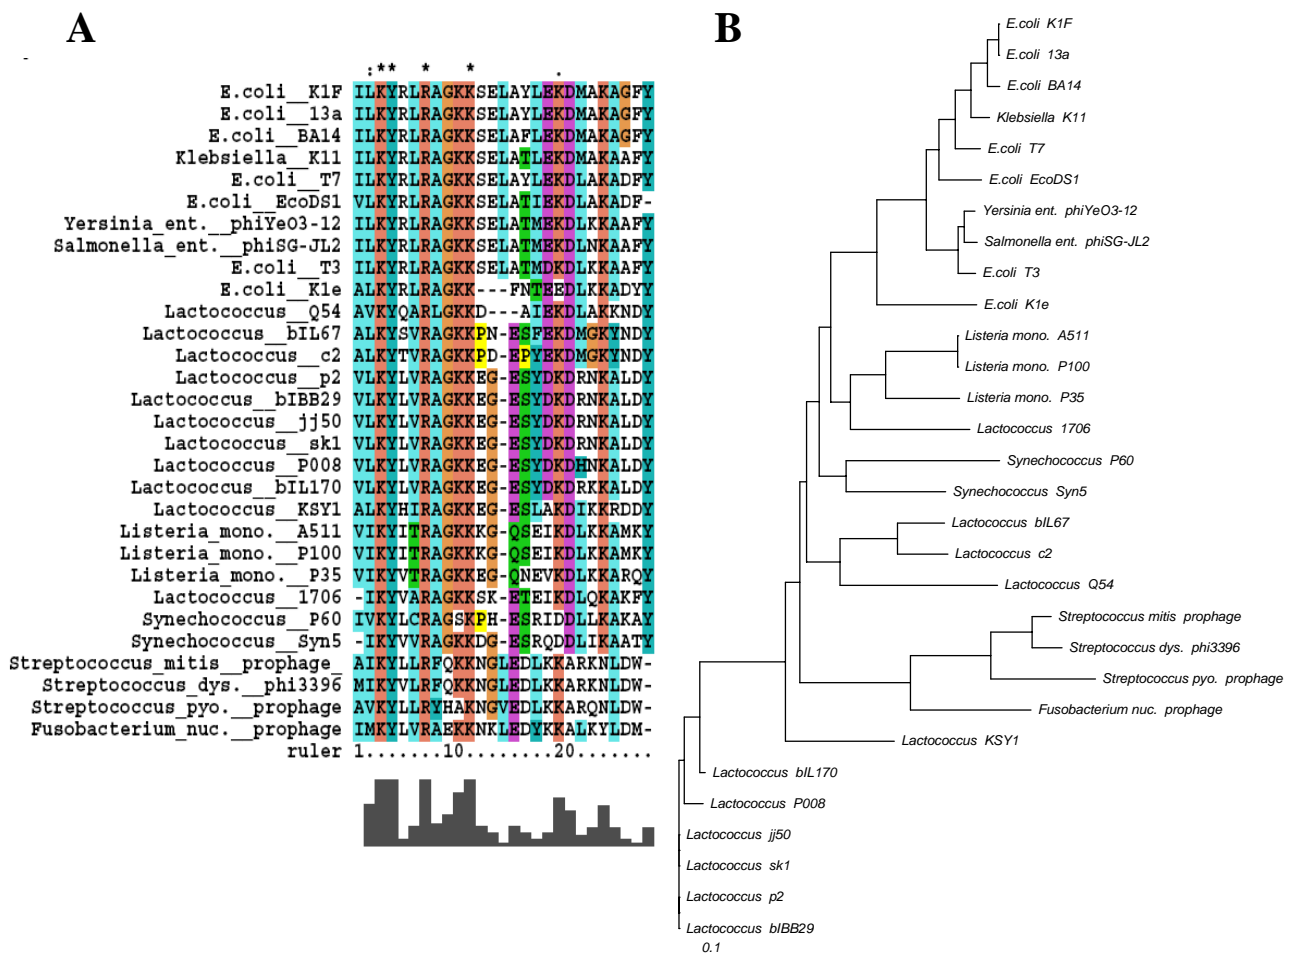 A
B
- : * * * * .
E.coli__K1F ILKYRLRAGKKSELAYLEKDMAKAGFY
E.coli__13a ILKYRLRAGKKSELAYLEKDMAKAGFY
E.coli__BA14 ILKYRLRAGKKSELAFLEKDMAKAGFY
Klebsiella__K11 ILKYRLRAGKKSELATLEKDMAKAAFY
E.coli__T7 ILKYRLRAGKKSELAYLEKDLAKADFY
E.coli__EcoDS1 VLKYRLRAGKKSELATIEKDLAKADF-
Yersinia_ent.__phiYeO3-12 ILKYRLRAGKKSELATMEKDLKKAAFY
Salmonella_ent.__phiSG-JL2 ILKYRLRAGKKSELATMEKDLNKAAFY
E.coli__T3 ILKYRLRAGKKSELATMDKDLKKAAFY
E.coli__K1e ALKYRLRAGKK---FNTEEDLKKADYY
Lactococcus__Q54 AVKYQARLGKKD---AIEKDLAKKNDY
Lactococcus__bIL67 ALKYSVRAGKKPN-ESFEKDMGKYNDY
Lactococcus__c2 ALKYTVRAGKKPD-EPYEKDMGKYNDY
Lactococcus__p2 VLKYLVRAGKKEG-ESYDKDRNKALDY
Lactococcus__bIBB29 VLKYLVRAGKKEG-ESYDKDRNKALDY
Lactococcus__jj50 VLKYLVRAGKKEG-ESYDKDRNKALDY
Lactococcus__sk1 VLKYLVRAGKKEG-ESYDKDRNKALDY
Lactococcus__P008 VLKYLVRAGKKEG-ESYDKDHNKALDY
Lactococcus__bIL170 VLKYLVRAGKKEG-ESYDKDRKKALDY
Lactococcus__KSY1 ALKYHIRAGKKEG-ESLAKDIKKRDDY
Listeria_mono.__A511 VIKYITRAGKKKG-QSEIKDLKKAMKY
Listeria_mono.__P100 VIKYITRAGKKKG-QSEIKDLKKAMKY
Listeria_mono.__P35 VIKYVTRAGKKEG-QNEVKDLKKARQY
Lactococcus__1706 -IKYVARAGKKSK-ETEIKDLQKAKFY
Synechococcus__P60 IVKYLCRAGSKPH-ESRIDDLLKAKAY
Synechococcus__Syn5 -IKYVVRAGKKDG-ESRQDDLIKAATY
Streptococcus_mitis__prophage_ AIKYLLRFQKKNGLEDLKKARKNLDW-
Streptococcus_dys.__phi3396 MIKYVLRFQKKNGLEDLKKARKNLDW-
Streptococcus_pyo.__prophage AVKYLLRYHAKNGVEDLKKARQNLDW-
Fusobacterium_nuc.__prophage IMKYLVRAEKKNKLEDYKKALKYLDM-
ruler 1.......10........20.......
E.coli K1F
E.coli 13a
E.coli BA14
Klebsiella K11
E.coli T7
E.coli EcoDS1
Yersinia ent. phiYeO3-12
Salmonella ent. phiSG-JL2
E.coli T3
E.coli K1e
Listeria mono. A511
Listeria mono. P100
Listeria mono. P35
Lactococcus 1706
Synechococcus P60
Synechococcus Syn5
Lactococcus bIL67
Lactococcus c2
Lactococcus Q54
Streptococcus mitis prophage
Streptococcus dys. phi3396
Streptococcus pyo. prophage
Fusobacterium nuc. prophage
Lactococcus KSY1
Lactococcus bIL170
Lactococcus P008
Lactococcus jj50
Lactococcus sk1
Lactococcus p2
Lactococcus bIBB29
0.1